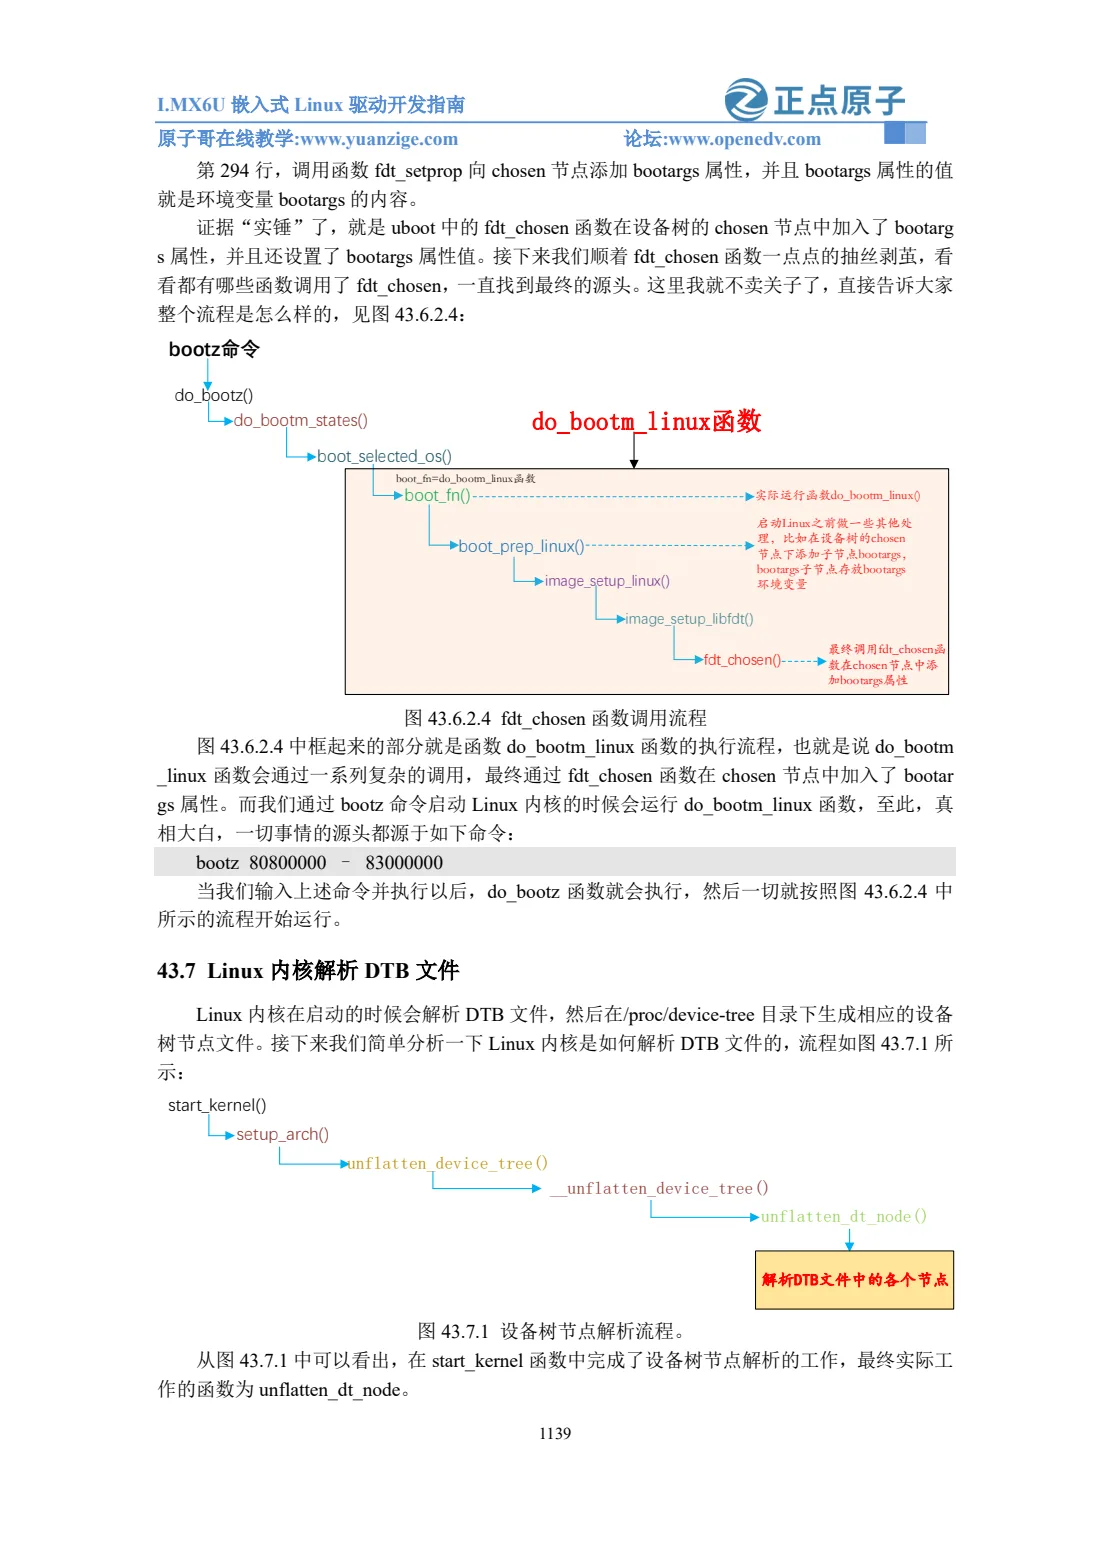 I.MX6U 嵌入式 Linux 驱动开发指南
正点原子
原子哥在线教学:www.yuanzige.com 论坛:www.openedv.com
第 294 行，调用函数 fdt_setprop 向 chosen 节点添加 bootargs 属性，并且 bootargs 属性的值
就是环境变量 bootargs 的内容。
证据“实锤”了，就是 uboot 中的 fdt_chosen 函数在设备树的 chosen 节点中加入了 bootarg
s 属性，并且还设置了 bootargs 属性值。接下来我们顺着 fdt_chosen 函数一点点的抽丝剥茧，看
看都有哪些函数调用了 fdt_chosen，一直找到最终的源头。这里我就不卖关子了，直接告诉大家
整个流程是怎么样的，见图 43.6.2.4：
bootz命令
do_bootz()
do_bootm_states()
do_bootm_linux函数
boot_selected_os()
boot_fn=do_bootm_linux函数
boot_fn()
实际运行函数do_bootm_linux()
启动Linux之前做一些其他处
理，比如在设备树的chosen
节点下添加子节点bootargs，
bootargs子节点存放bootargs
环境变量
boot_prep_linux()
image_setup_linux()
image_setup_libfdt()
fdt_chosen()
最终调用fdt_chosen函
数在chosen节点中添
加bootargs属性
图 43.6.2.4 fdt_chosen 函数调用流程
图 43.6.2.4 中框起来的部分就是函数 do_bootm_linux 函数的执行流程，也就是说 do_bootm
_linux 函数会通过一系列复杂的调用，最终通过 fdt_chosen 函数在 chosen 节点中加入了 bootar
gs 属性。而我们通过 bootz 命令启动 Linux 内核的时候会运行 do_bootm_linux 函数，至此，真
相大白，一切事情的源头都源于如下命令：
bootz 80800000 – 83000000
当我们输入上述命令并执行以后，do_bootz 函数就会执行，然后一切就按照图 43.6.2.4 中
所示的流程开始运行。
43.7 Linux 内核解析 DTB 文件
Linux 内核在启动的时候会解析 DTB 文件，然后在/proc/device-tree 目录下生成相应的设备
树节点文件。接下来我们简单分析一下 Linux 内核是如何解析 DTB 文件的，流程如图 43.7.1 所
示：
start_kernel()
setup_arch()
unflatten_device_tree()
__unflatten_device_tree()
unflatten_dt_node()
解析DTB文件中的各个节点
图 43.7.1 设备树节点解析流程。
从图 43.7.1 中可以看出，在 start_kernel 函数中完成了设备树节点解析的工作，最终实际工
作的函数为 unflatten_dt_node。
1139